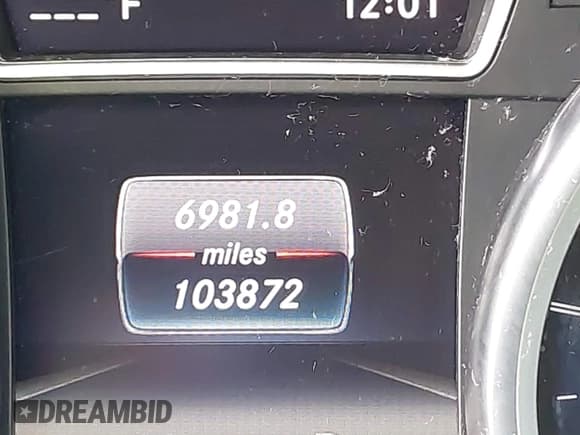 --- F 12:01
6981.8
miles
103872
DREAMBID